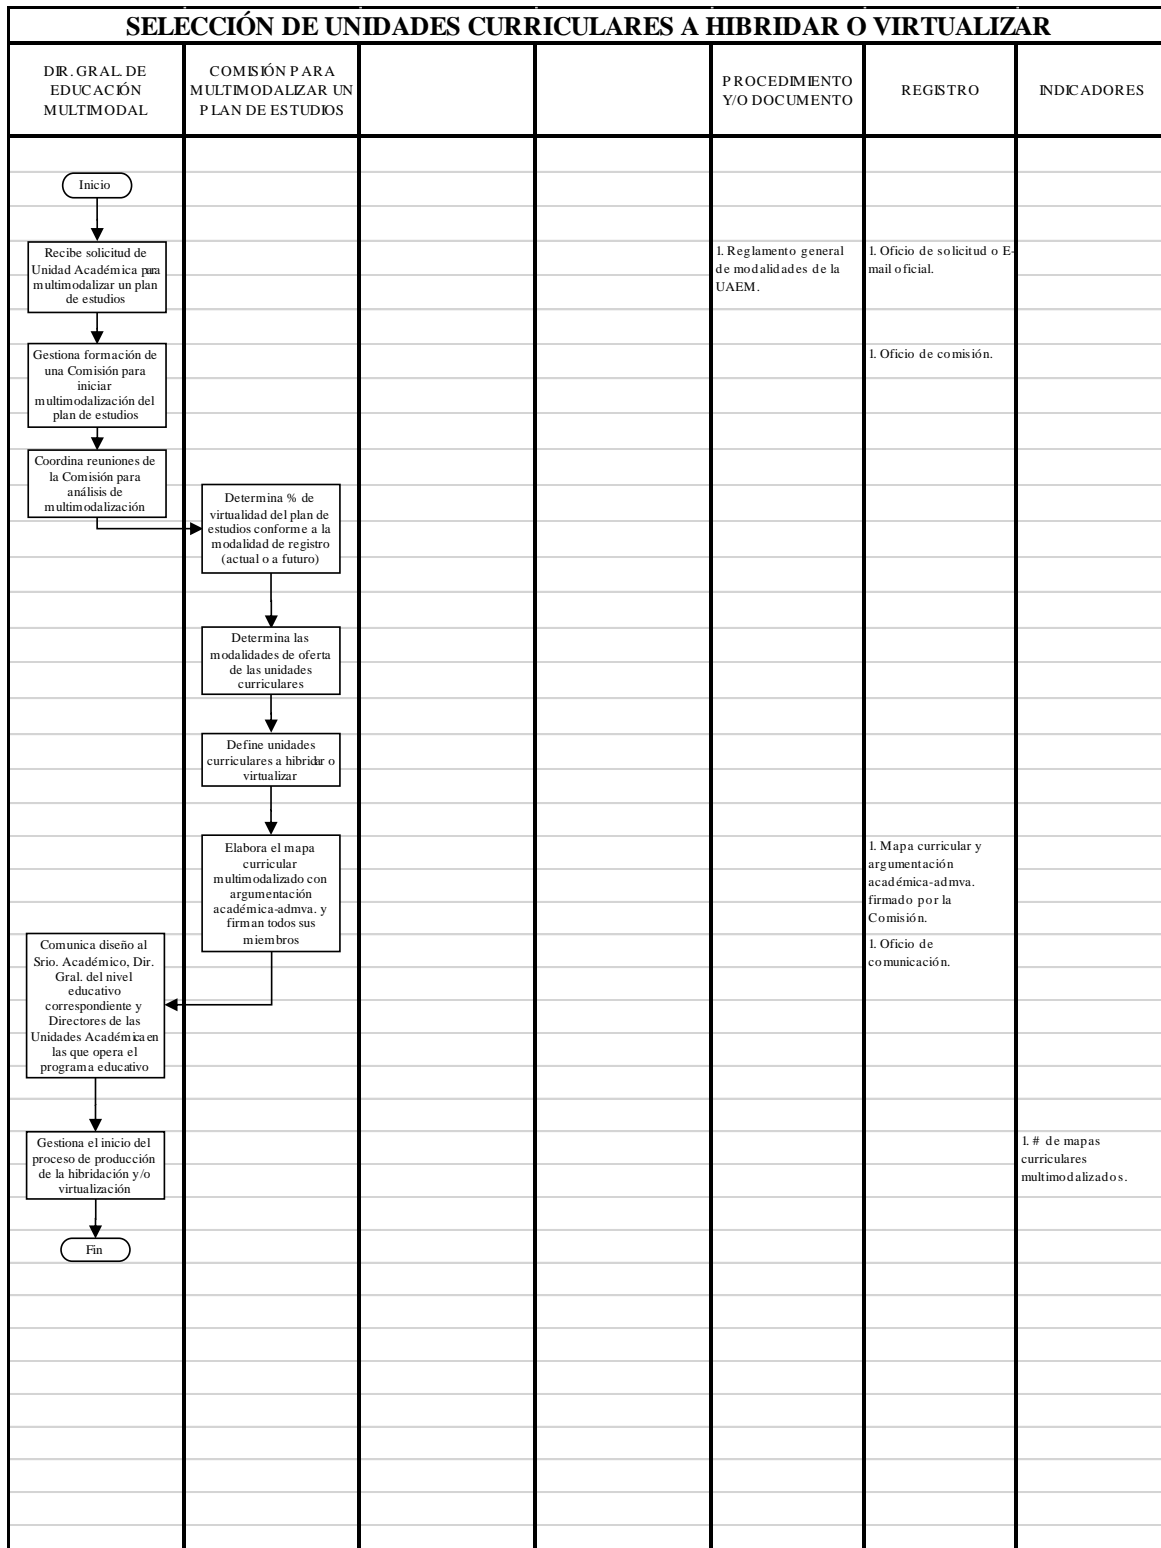 SELECCIÓN DE UNIDADES CURRICULARES A HIBRIDAR O VIRTUALIZAR
DIR. GRAL. DE
EDUCACIÓN
MULTIMODAL
COMISIÓN PARA
MULTIMODALIZAR UN
PLAN DE ESTUDIOS
PROCEDIMIENTO
Y/O DOCUMENTO
REGISTRO
INDICADORES
Inicio
Recibe solicitud de
Unidad Académica para
multimodalizar un plan
de estudios
1. Reglamento general
de modalidades de la
UAEM.
1. Oficio de solicitud o E-
mail oficial.
Gestiona formación de
una Comisión para
iniciar
multimodalización del
plan de estudios
1. Oficio de comisión.
Coordina reuniones de
la Comisión para
análisis de
multimodalización
Determina % de
virtualidad del plan de
estudios conforme a la
modalidad de registro
(actual o a futuro)
Determina las
modalidades de oferta
de las unidades
curriculares
Define unidades
curriculares a hibridar o
virtualizar
Elabora el mapa
curricular
multimodalizado con
argumentación
académica-admva. y
firman todos sus
miembros
1. Mapa curricular y
argumentación
académica-admva.
firmado por la
Comisión.
Comunica diseño al
Srio. Académico, Dir.
Gral. del nivel
educativo
correspondiente y
Directores de las
Unidades Académica en
las que opera el
programa educativo
1. Oficio de
comunicación.
Gestiona el inicio del
proceso de producción
de la hibridación y/o
virtualización
1. # de mapas
curriculares
multimodalizados.
Fin